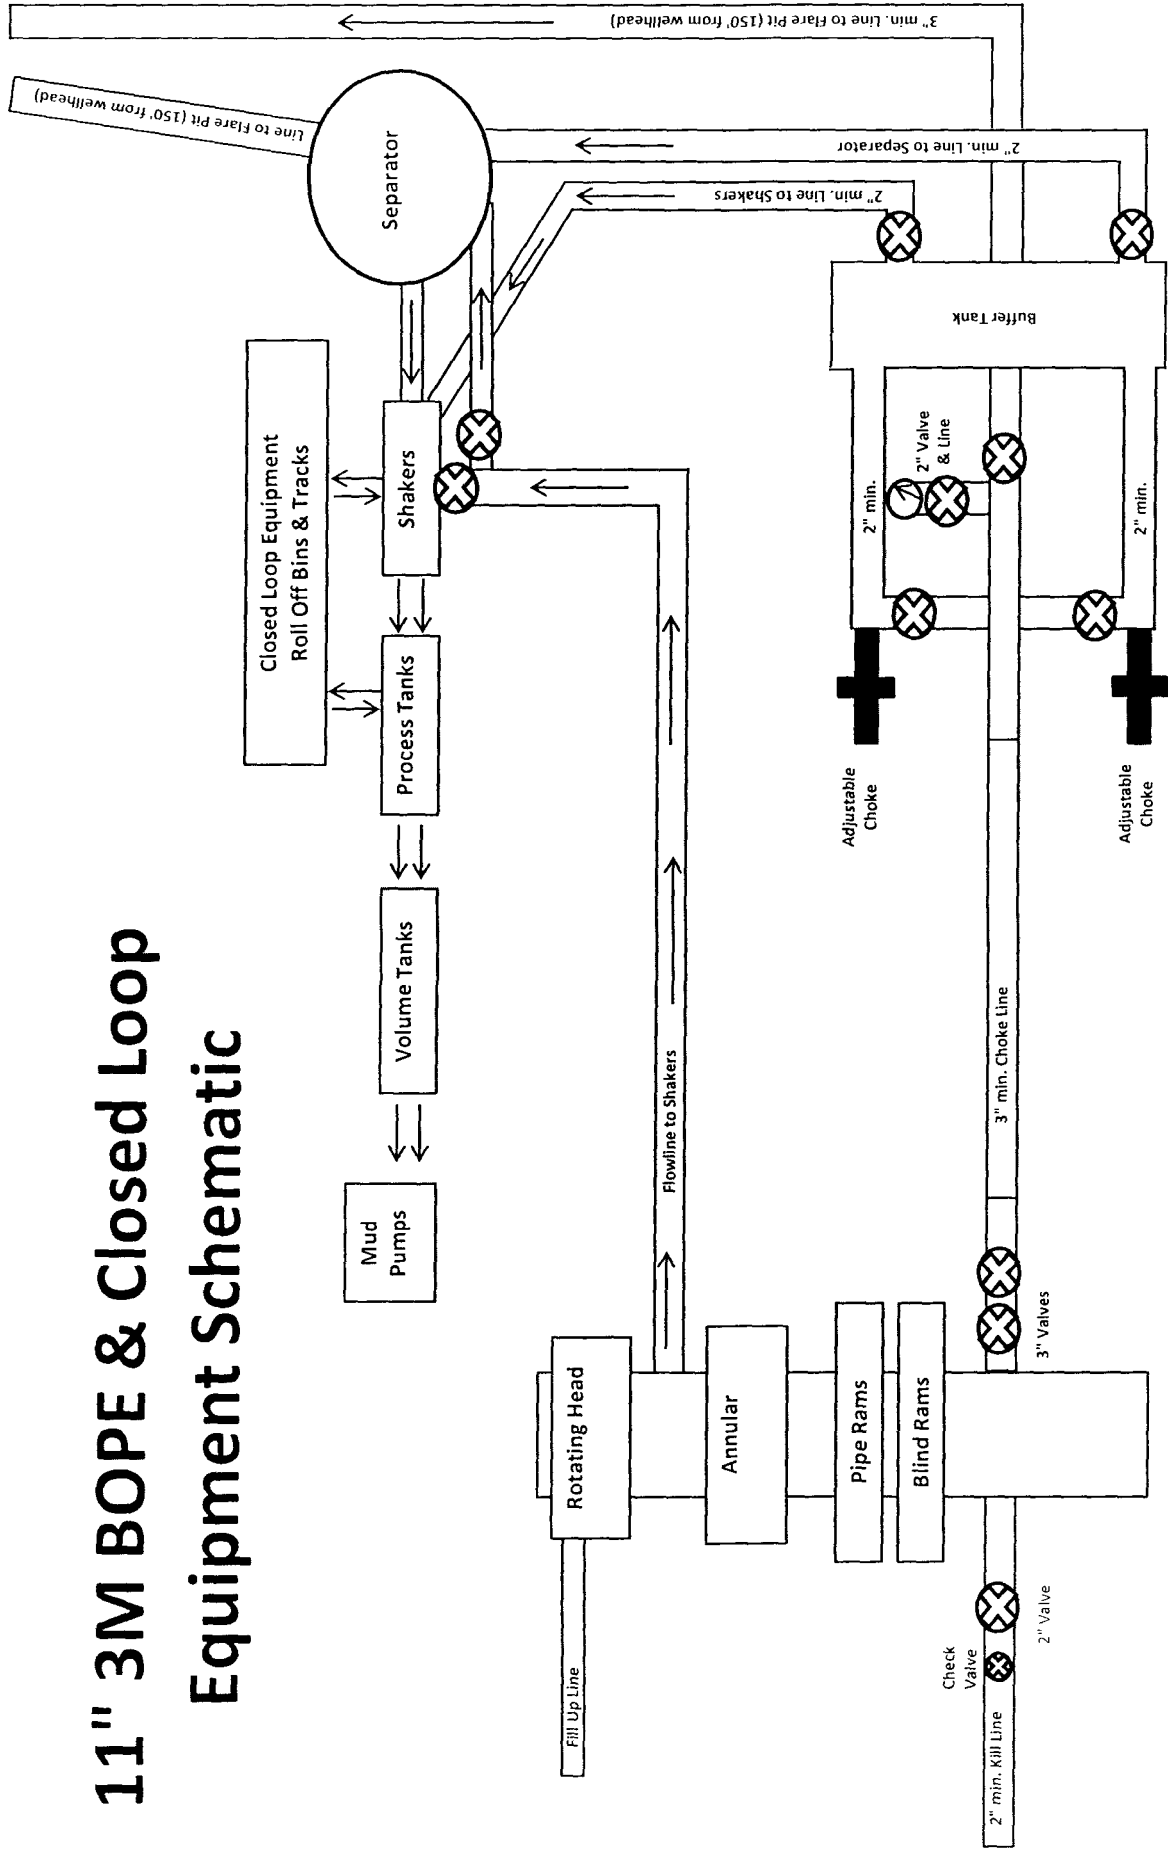 11" 3M BOPE & Closed Loop
Equipment Schematic
Mud
Pumps
Volume Tanks
Process Tanks
Shakers
Closed Loop Equipment
Roll Off Bins & Tracks
Separator
Line to Flare Pit (150' from wellhead)
3" min. Line to Flare Pit (150' from wellhead)
2" min. Line to Separator
2" min. Line to Shakers
Fill Up Line
Rotating Head
Flowline to Shakers
Annular
Pipe Rams
Blind Rams
2" min. Kill Line
Check
Valve
2" Valve
3" Valves
3" min. Choke Line
Adjustable
Choke
Adjustable
Choke
2" min.
2" min.
2" Valve
& Line
Buffer Tank